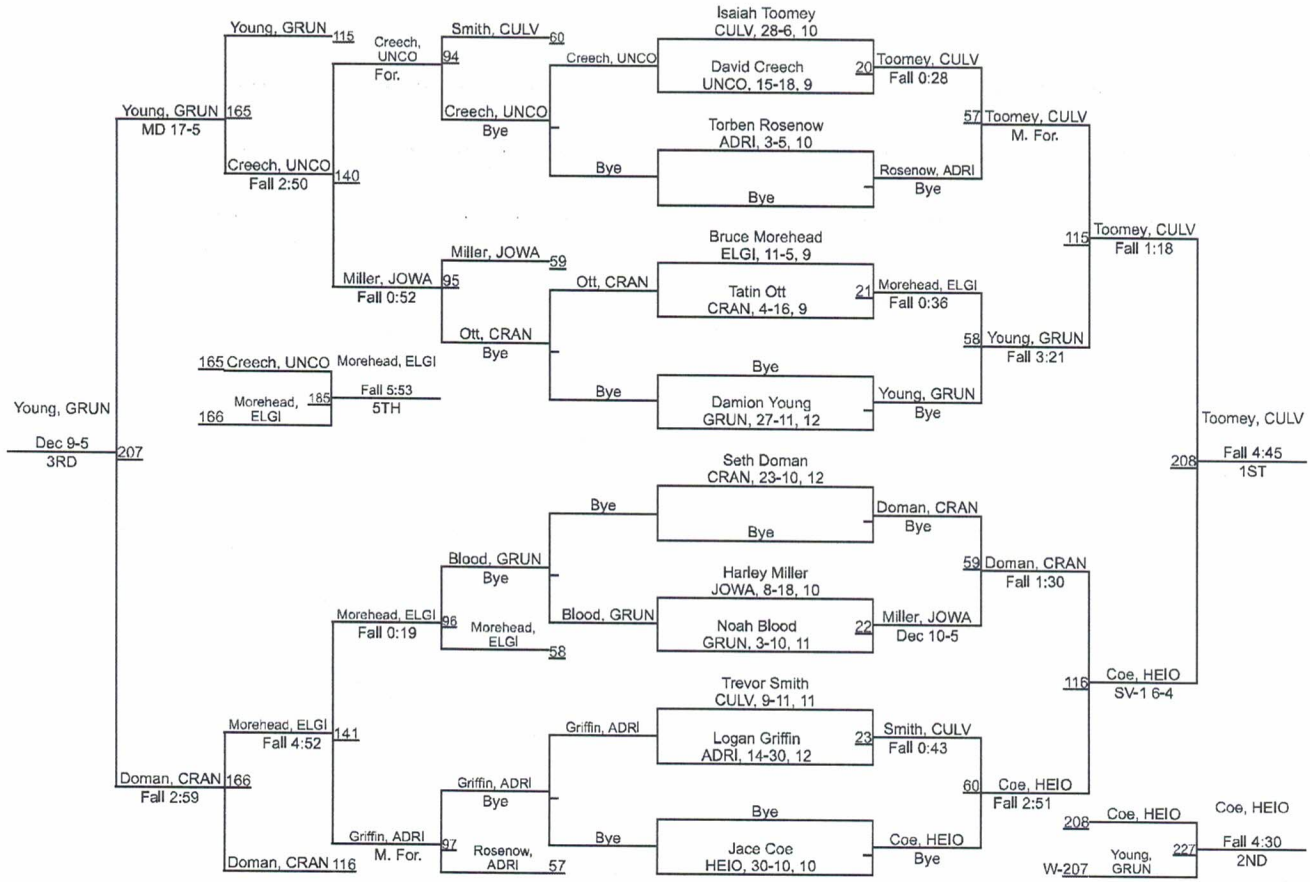 Young, GRUN
115
Creech, UNCO
For.
Smith, CULV
60
94
Creech, UNCO
Bye
Creech, UNCO
Bye
Isaiah Toomey
CULV, 28-6, 10
David Creech
UNCO, 15-18, 9
20
Toomey, CULV
Fall 0:28
Torben Rosenow
ADRI, 3-5, 10
Bye
Rosenow, ADRI
Bye
57
Toomey, CULV
M. For.
Young, GRUN
165
MD 17-5
Creech, UNCO
140
Fall 2:50
Miller, JOWA
59
Miller, JOWA
95
Fall 0:52
Ott, CRAN
Bye
Ott, CRAN
Bye
Bruce Morehead
ELGI, 11-5, 9
Tatin Ott
CRAN, 4-16, 9
21
Morehead, ELGI
Fall 0:36
Bye
Damion Young
GRUN, 27-11, 12
Young, GRUN
Bye
58
Young, GRUN
Fall 3:21
115
Toomey, CULV
Fall 1:18
165 Creech, UNCO
Morehead, ELGI
166
Morehead, ELGI
185
Fall 5:53
5TH
Young, GRUN
Dec 9-5
3RD
207
Toomey, CULV
208
Fall 4:45
1ST
Bye
Seth Doman
CRAN, 23-10, 12
Bye
Doman, CRAN
Bye
Blood, GRUN
Bye
Blood, GRUN
Harley Miller
JOWA, 8-18, 10
Noah Blood
GRUN, 3-10, 11
22
Miller, JOWA
Dec 10-5
59
Doman, CRAN
Fall 1:30
Morehead, ELGI
96
Fall 0:19
Morehead, ELGI
58
116
Coe, HEIO
SV-1 6-4
Morehead, ELGI
141
Fall 4:52
Griffin, ADRI
Trevor Smith
CULV, 9-11, 11
Logan Griffin
ADRI, 14-30, 12
23
Smith, CULV
Fall 0:43
Doman, CRAN
166
Fall 2:59
Griffin, ADRI
Bye
Bye
Bye
Jace Coe
HEIO, 30-10, 10
Coe, HEIO
Bye
60
Coe, HEIO
Fall 2:51
Griffin, ADRI
97
M. For.
Rosenow, ADRI
57
Doman, CRAN
116
208
Coe, HEIO
Coe, HEIO
W-207
Young, GRUN
227
Fall 4:30
2ND